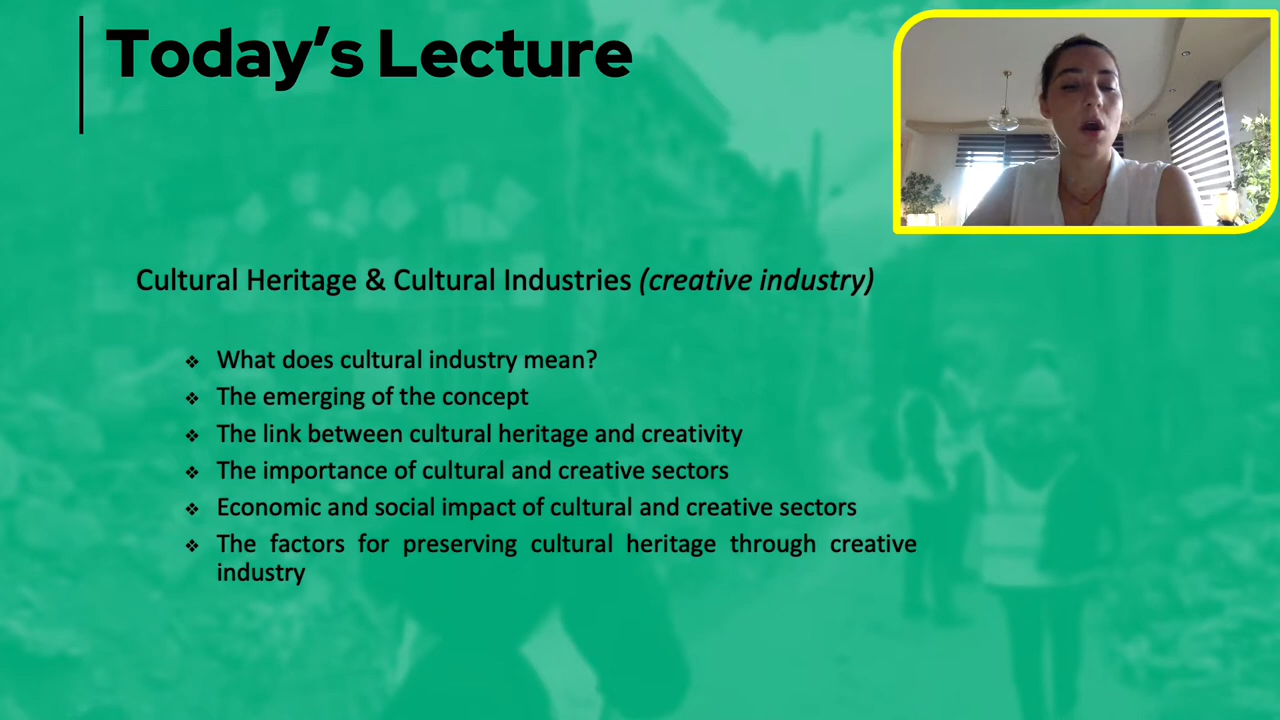 Today’s Lecture
Cultural Heritage & Cultural Industries (creative industry)
❖ What does cultural industry mean?
❖ The emerging of the concept
❖ The link between cultural heritage and creativity
❖ The importance of cultural and creative sectors
❖ Economic and social impact of cultural and creative sectors
❖ The factors for preserving cultural heritage through creative
industry